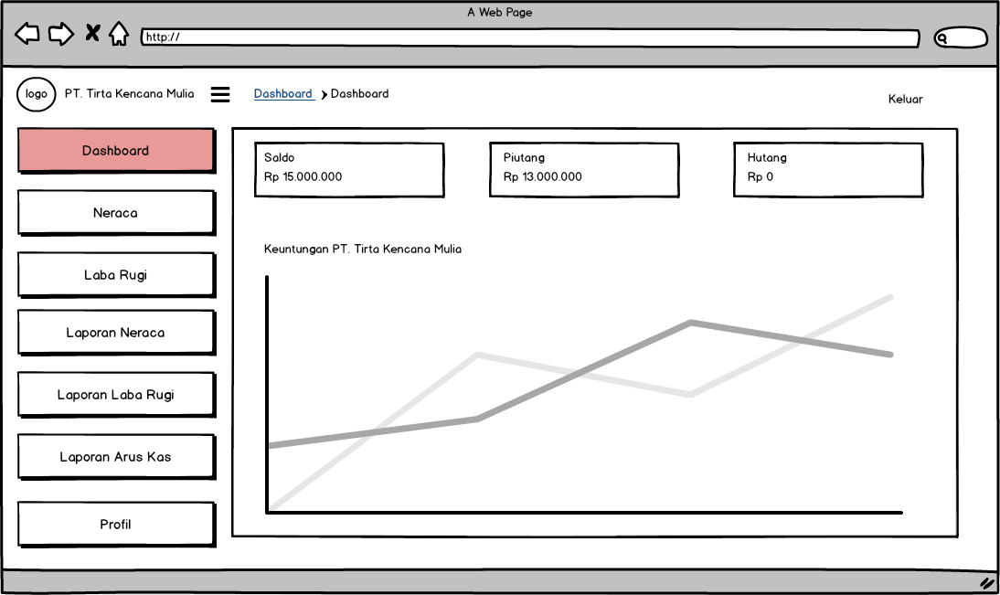 A Web Page
http://
logo
PT. Tirta Kencana Mulia
Dashboard
Dashboard
Keluar
Dashboard
Neraca
Laba Rugi
Laporan Neraca
Laporan Laba Rugi
Laporan Arus Kas
Profil
Saldo
Rp 15.000.000
Piutang
Rp 13.000.000
Hutang
Rp 0
Keuntungan PT. Tirta Kencana Mulia